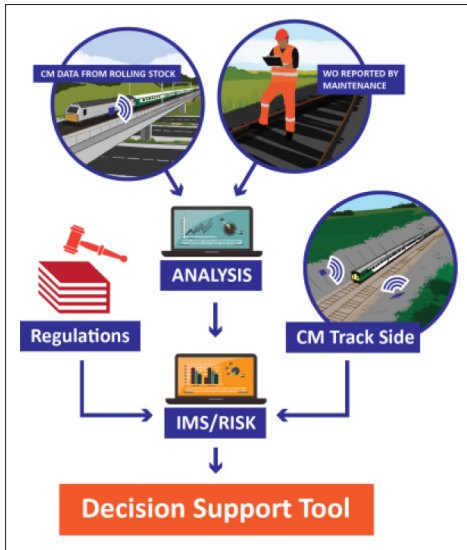 CM DATA FROM ROLLING STOCK
WO REPORTED BY
MAINTENANCE
ANALYSIS
Regulations
CM Track Side
IMS/RISK
Decision Support Tool